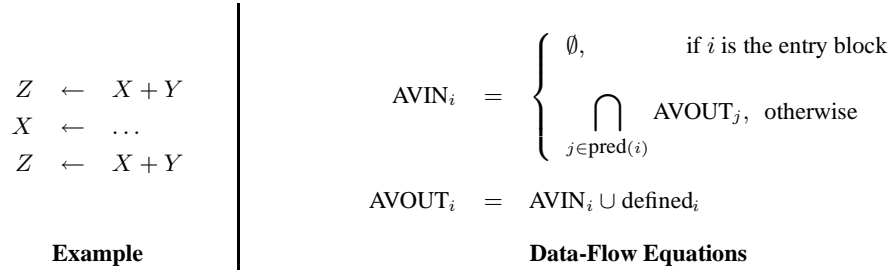 Z ← X + Y
X ← …
Z ← X + Y
Example
AVIN_i = { ∅, if i is the entry block
⋂_{j∈pred(i)} AVOUT_j, otherwise
AVOUT_i = AVIN_i ∪ defined_i
Data-Flow Equations